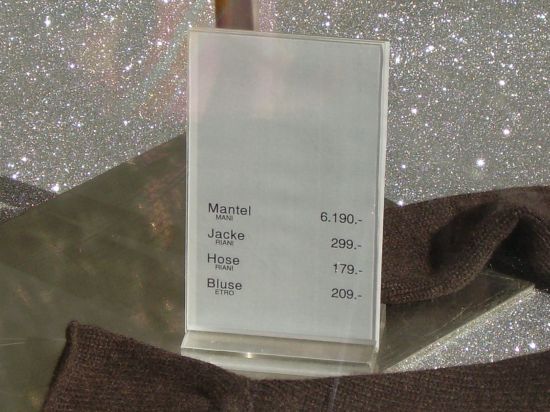 Mantel 6.190.-
MANI
Jacke 299.-
RIANI
Hose 179.-
RIANI
Bluse 209.-
ETRO